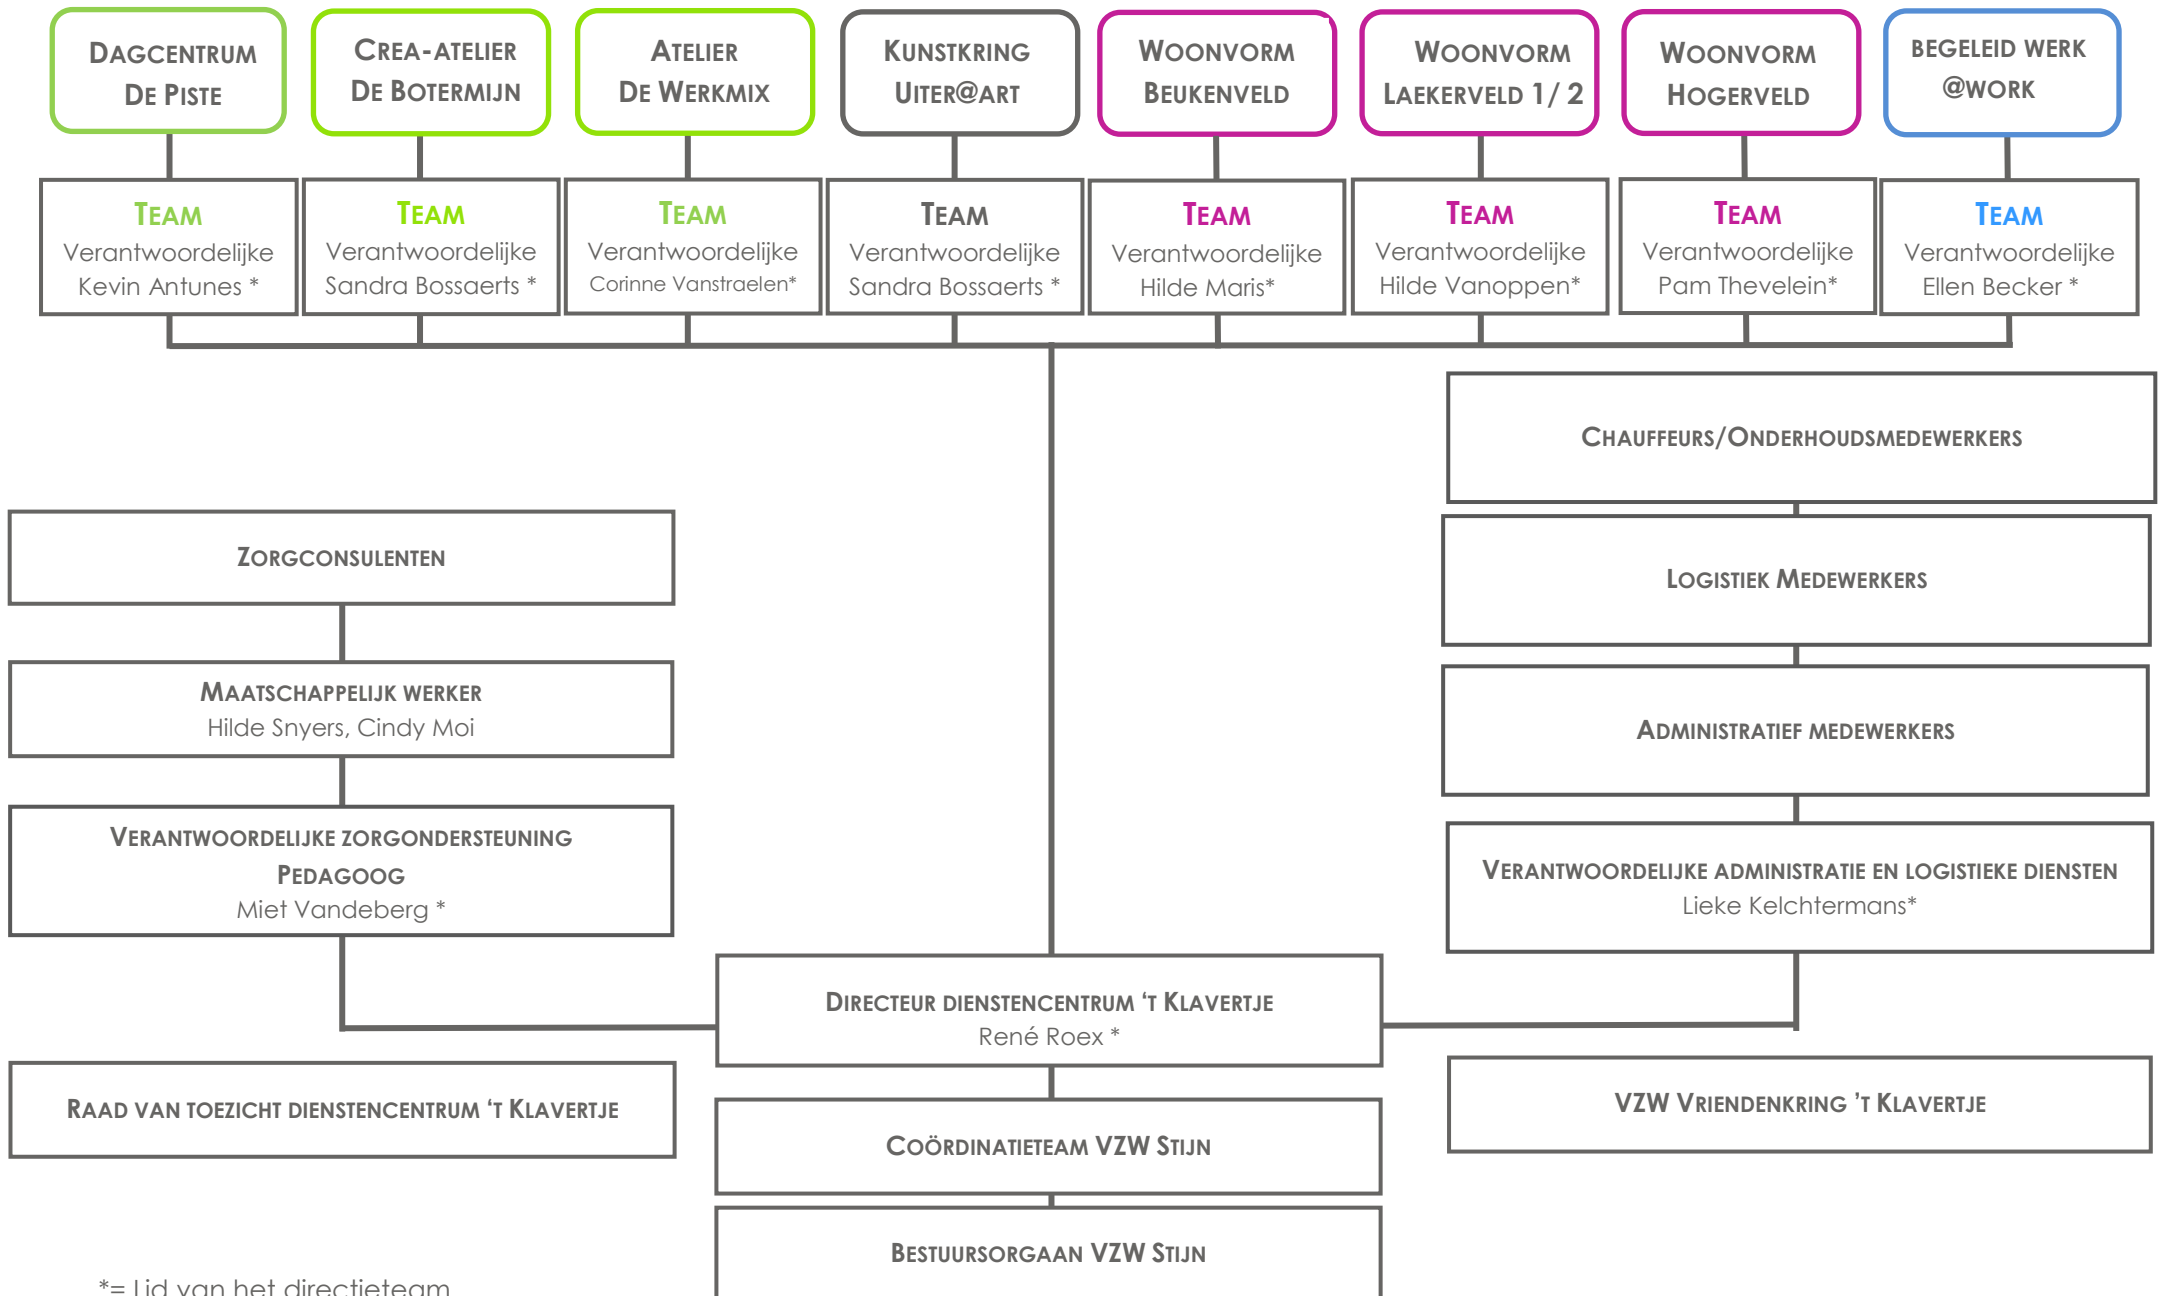 DAGCENTRUM
DE PISTE
CREA-ATELIER
DE BOTERMIJN
ATELIER
DE WERKMIX
KUNSTKRING
UITER@ART
WOONVORM
BEUKENVELD
WOONVORM
LAEKERVELD 1/ 2
WOONVORM
HOGERVELD
BEGELEID WERK
@WORK
TEAM
Verantwoordelijke
Kevin Antunes *
TEAM
Verantwoordelijke
Sandra Bossaerts *
TEAM
Verantwoordelijke
Corinne Vanstraelen*
TEAM
Verantwoordelijke
Sandra Bossaerts *
TEAM
Verantwoordelijke
Hilde Maris*
TEAM
Verantwoordelijke
Hilde Vanoppen*
TEAM
Verantwoordelijke
Pam Thevelein*
TEAM
Verantwoordelijke
Ellen Becker *
CHAUFFEURS/ONDERHOUDSMEDEWERKERS
LOGISTIEK MEDEWERKERS
ADMINISTRATIEF MEDEWERKERS
VERANTWOORDELIJKE ADMINISTRATIE EN LOGISTIEKE DIENSTEN
Lieke Kelchtermans*
ZORGCONSULENTEN
MAATSCHAPPELIJK WERKER
Hilde Snyers, Cindy Moi
VERANTWOORDELIJKE ZORGONDERSTEUNING
PEDAGOOG
Miet Vandeberg *
DIRECTEUR DIENSTENCENTRUM ‘T KLAVERTJE
René Roex *
RAAD VAN TOEZICHT DIENSTENCENTRUM ‘T KLAVERTJE
VZW VRIENDENKRING ’T KLAVERTJE
COÖRDINATIETEAM VZW STIJN
BESTUURSORGAAN VZW STIJN
*= Lid van het directieteam